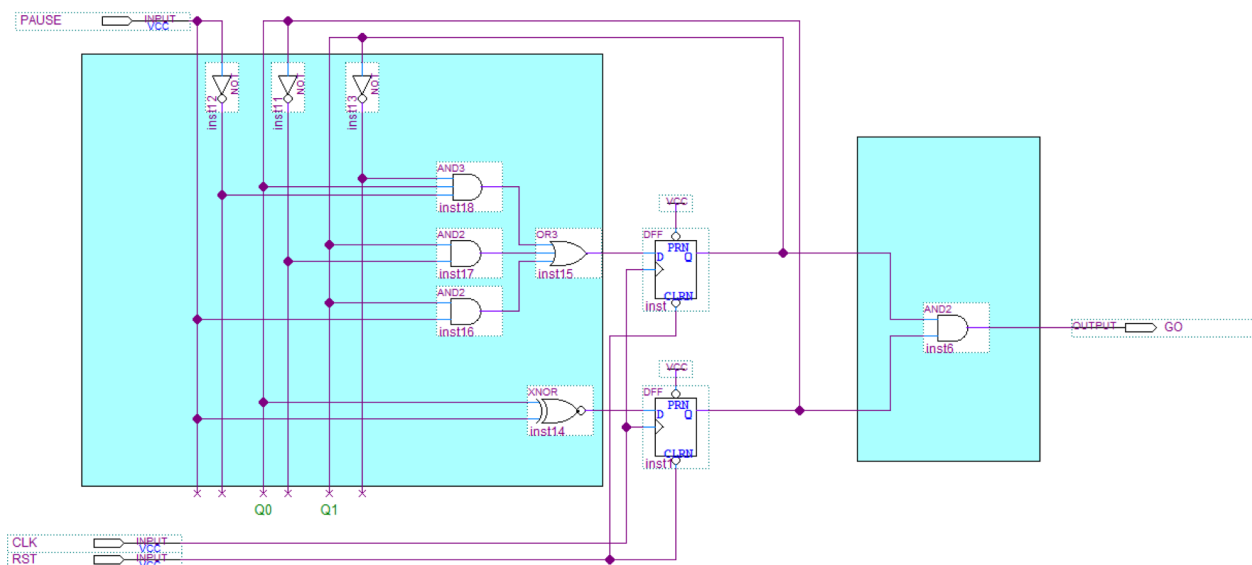 PAUSE
INPUT
VCC
NOT
inst12
NOT
inst11
NOT
inst13
AND3
inst18
AND2
inst17
AND2
inst16
OR3
inst15
XNOR
inst14
VCC
DFF
PRN
D
Q
CLRN
inst
VCC
DFF
PRN
D
Q
CLRN
inst1
AND2
inst6
OUTPUT
GO
Q0
Q1
CLK
INPUT
VCC
RST
INPUT
VCC